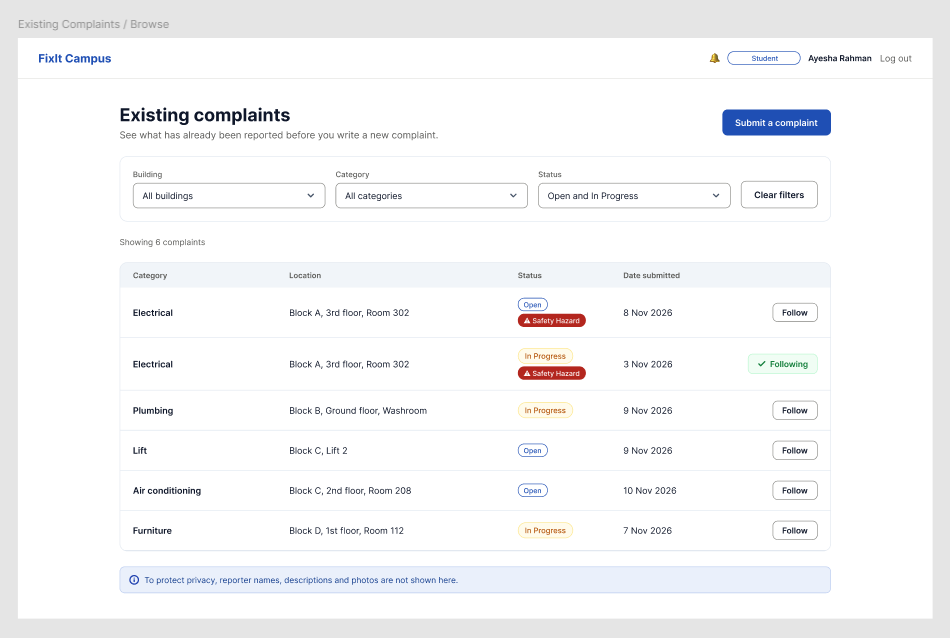 Existing Complaints / Browse
FixIt Campus
Student
Ayesha Rahman
Log out
Existing complaints
See what has already been reported before you write a new complaint.
Submit a complaint
Building
Category
Status
All buildings
All categories
Open and In Progress
Clear filters
Showing 6 complaints
Category
Location
Status
Date submitted
Electrical
Block A, 3rd floor, Room 302
Open
Safety Hazard
8 Nov 2026
Follow
Electrical
Block A, 3rd floor, Room 302
In Progress
Safety Hazard
3 Nov 2026
Following
Plumbing
Block B, Ground floor, Washroom
In Progress
9 Nov 2026
Follow
Lift
Block C, Lift 2
Open
9 Nov 2026
Follow
Air conditioning
Block C, 2nd floor, Room 208
Open
10 Nov 2026
Follow
Furniture
Block D, 1st floor, Room 112
In Progress
7 Nov 2026
Follow
To protect privacy, reporter names, descriptions and photos are not shown here.